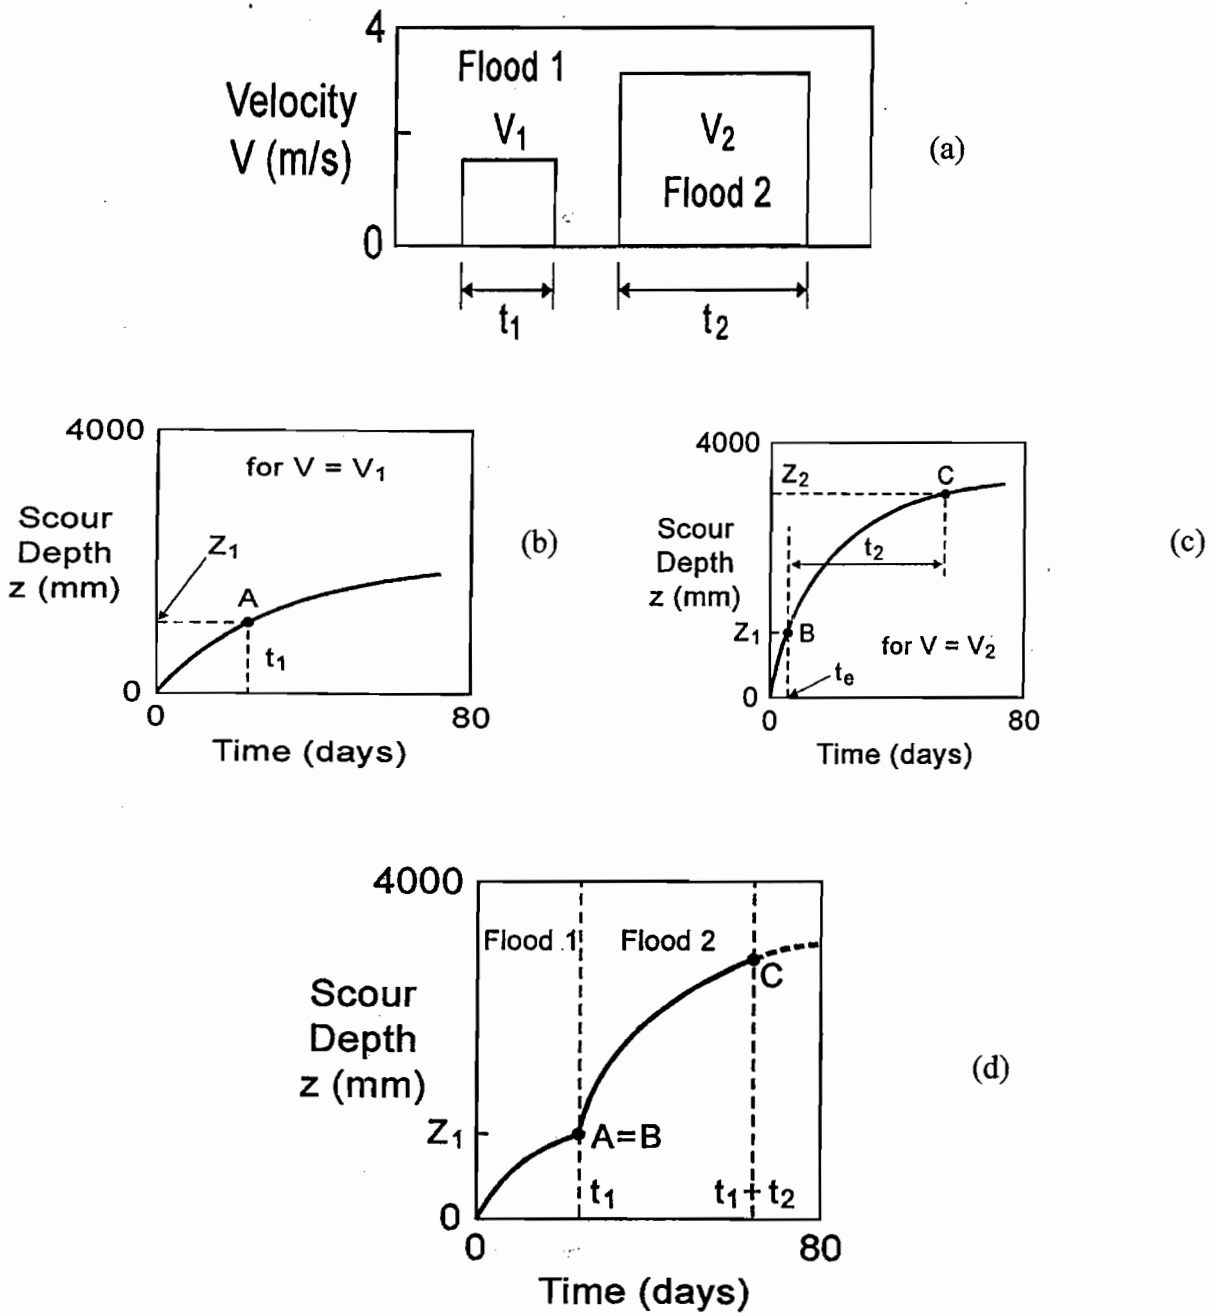 4
Flood 1
Velocity
V (m/s)
V₁
V₂
Flood 2
0
t₁
t₂
(a)
4000
for V = V₁
Scour
Depth
z (mm)
Z₁
A
t₁
0
0
80
Time (days)
(b)
4000
Z₂
C
Scour
Depth
z (mm)
t₂
Z₁
B
for V = V₂
tₑ
0
0
80
Time (days)
(c)
4000
Flood 1
Flood 2
C
Scour
Depth
z (mm)
Z₁
A=B
t₁
t₁ + t₂
0
0
80
Time (days)
(d)